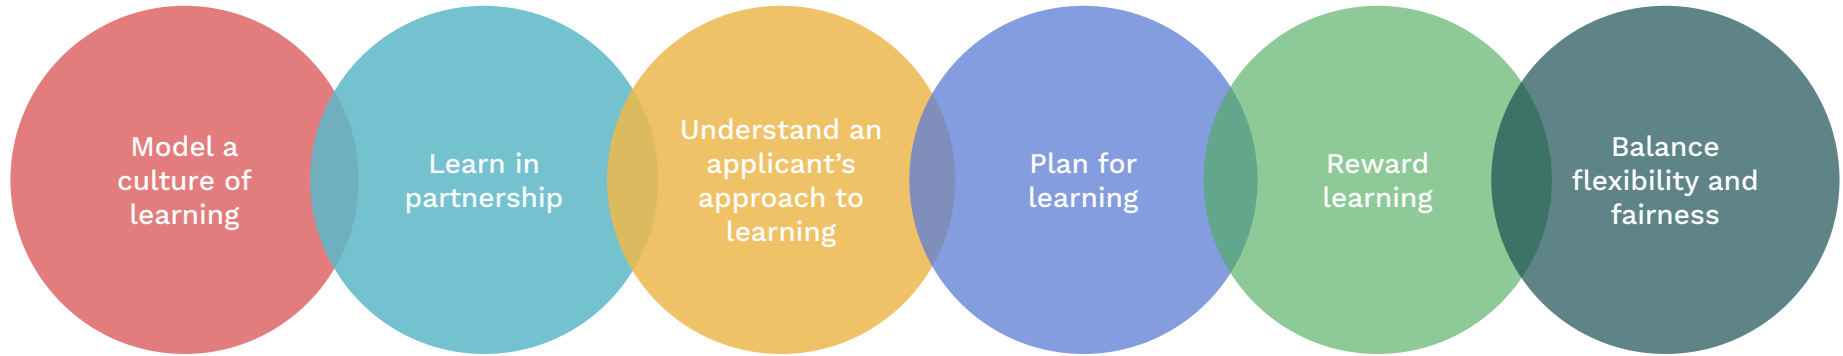 Model a
culture of
learning
Learn in
partnership
Understand an
applicant’s
approach to
learning
Plan for
learning
Reward
learning
Balance
flexibility and
fairness